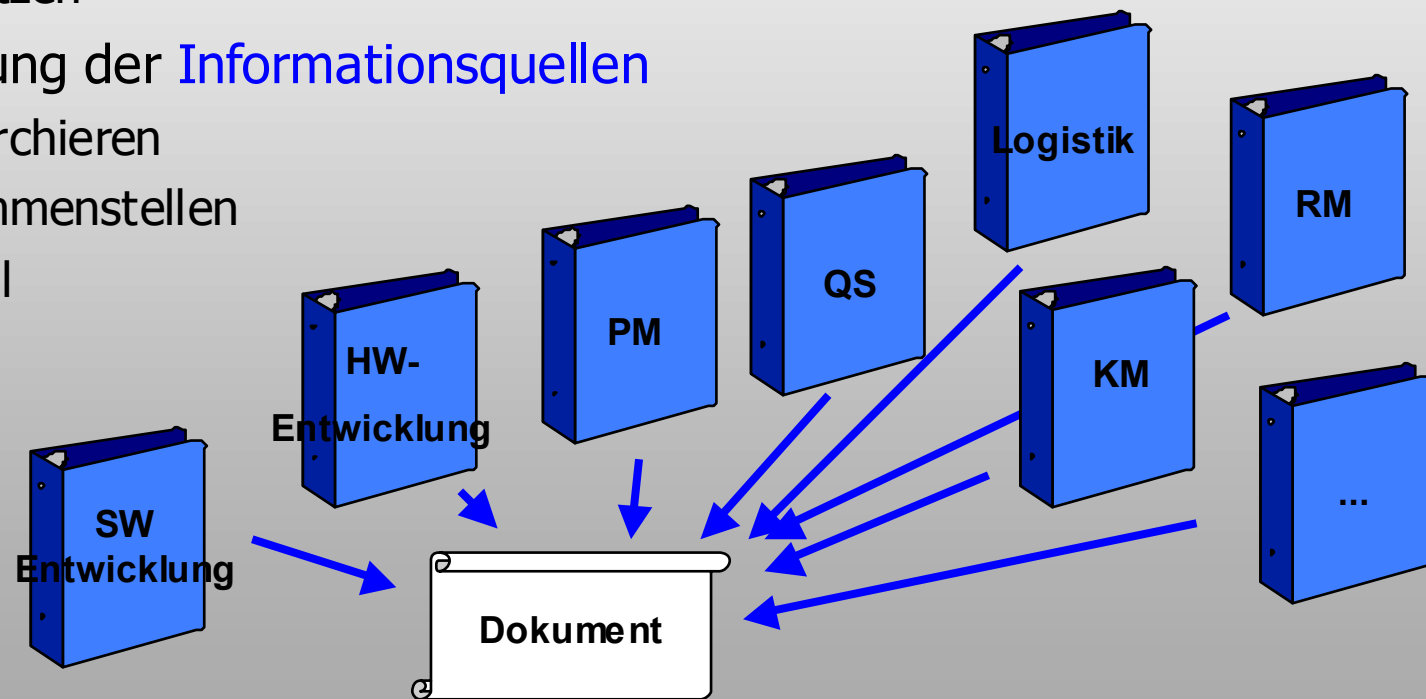 ung der Informationsquellen
rchieren
mmenstellen
l
Logistik
RM
QS
PM
KM
HW-
Entwicklung
...
SW
Entwicklung
Dokument